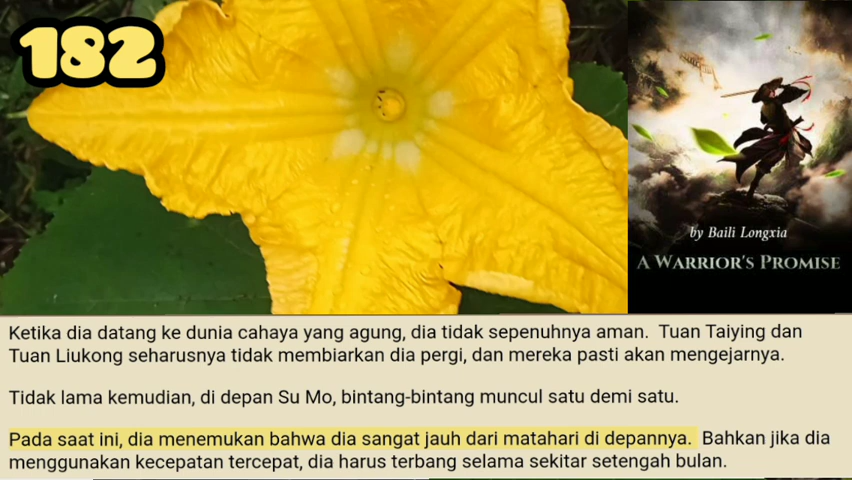 182
by Baili Longxia
A WARRIOR'S PROMISE
Ketika dia datang ke dunia cahaya yang agung, dia tidak sepenuhnya aman. Tuan Taiying dan
Tuan Liukong seharusnya tidak membiarkan dia pergi, dan mereka pasti akan mengejarnya.
Tidak lama kemudian, di depan Su Mo, bintang-bintang muncul satu demi satu.
Pada saat ini, dia menemukan bahwa dia sangat jauh dari matahari di depannya. Bahkan jika dia
menggunakan kecepatan tercepat, dia harus terbang selama sekitar setengah bulan.